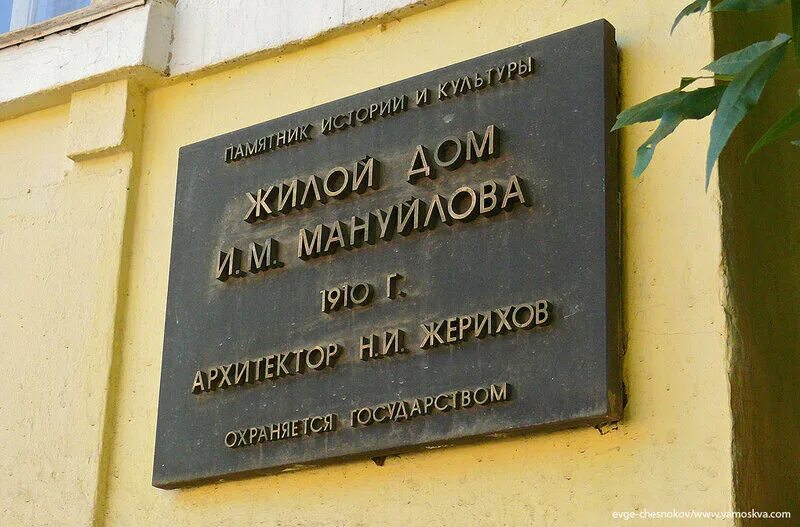 ПАМЯТНИК ИСТОРИИ И КУЛЬТУРЫ
ЖИЛОЙ ДОМ
И.М. МАНУЙЛОВА
1910 Г.
АРХИТЕКТОР Н.И. ЖЕРИХОВ
ОХРАНЯЕТСЯ ГОСУДАРСТВОМ
evge-chesnokov/www.yamoskva.com